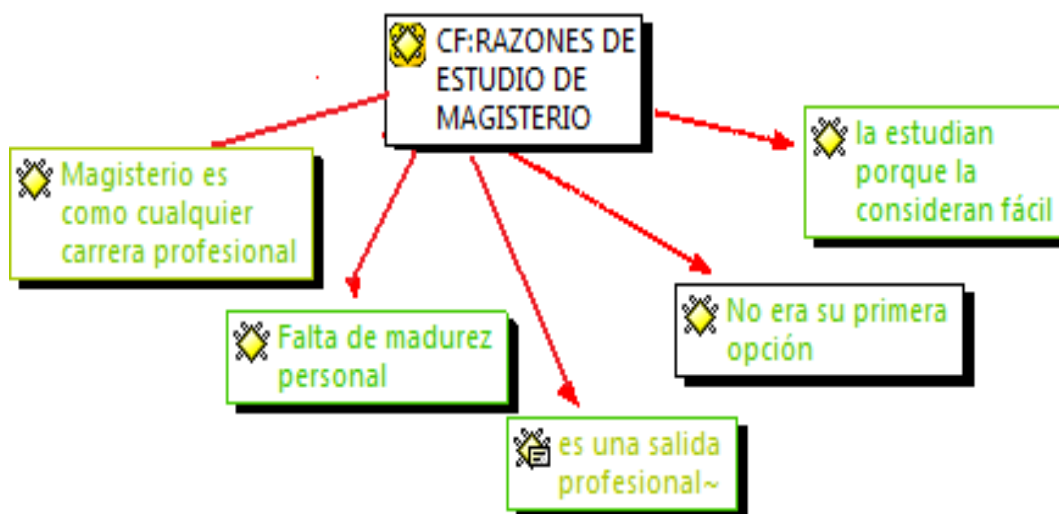 CF:RAZONES DE
ESTUDIO DE
MAGISTERIO
la estudian
porque la
consideran fácil
Magisterio es
como cualquier
carrera profesional
No era su primera
opción
Falta de madurez
personal
es una salida
profesional~